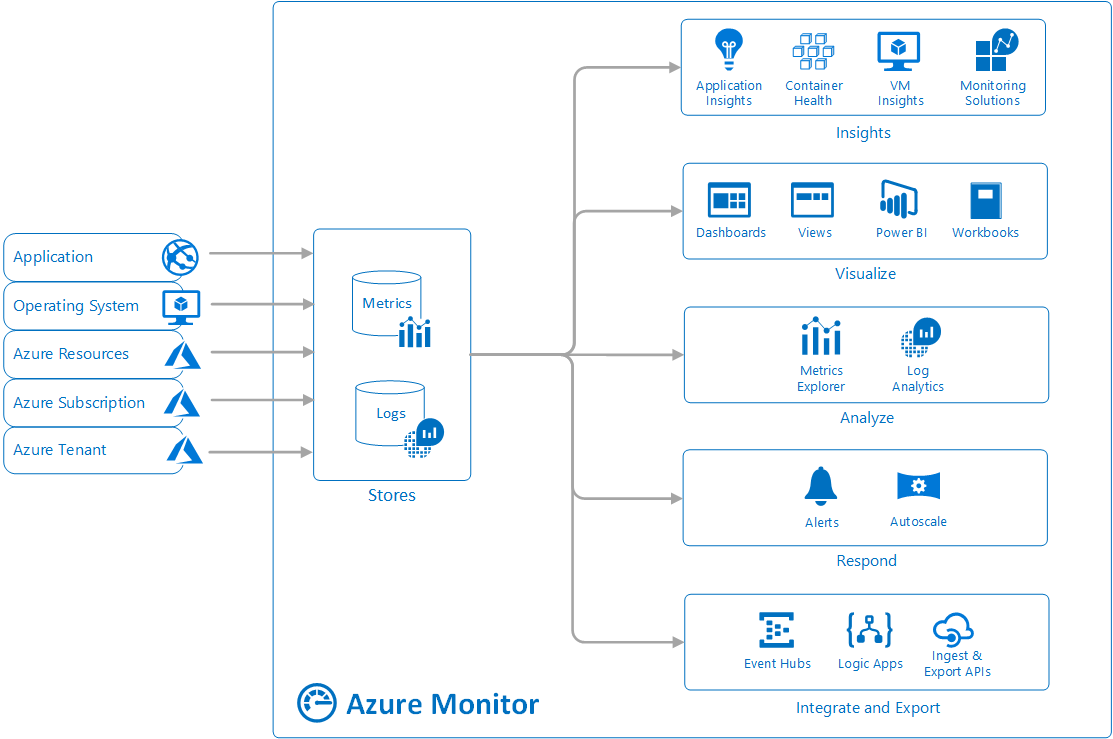 Application
Insights
Container
Health
VM
Insights
Monitoring
Solutions
Insights
Dashboards
Views
Power BI
Workbooks
Visualize
Application
Operating System
Azure Resources
Azure Subscription
Azure Tenant
Metrics
Logs
Stores
Metrics
Explorer
Log
Analytics
Analyze
Alerts
Autoscale
Respond
Event Hubs
Logic Apps
Ingest &
Export APIs
Integrate and Export
Azure Monitor